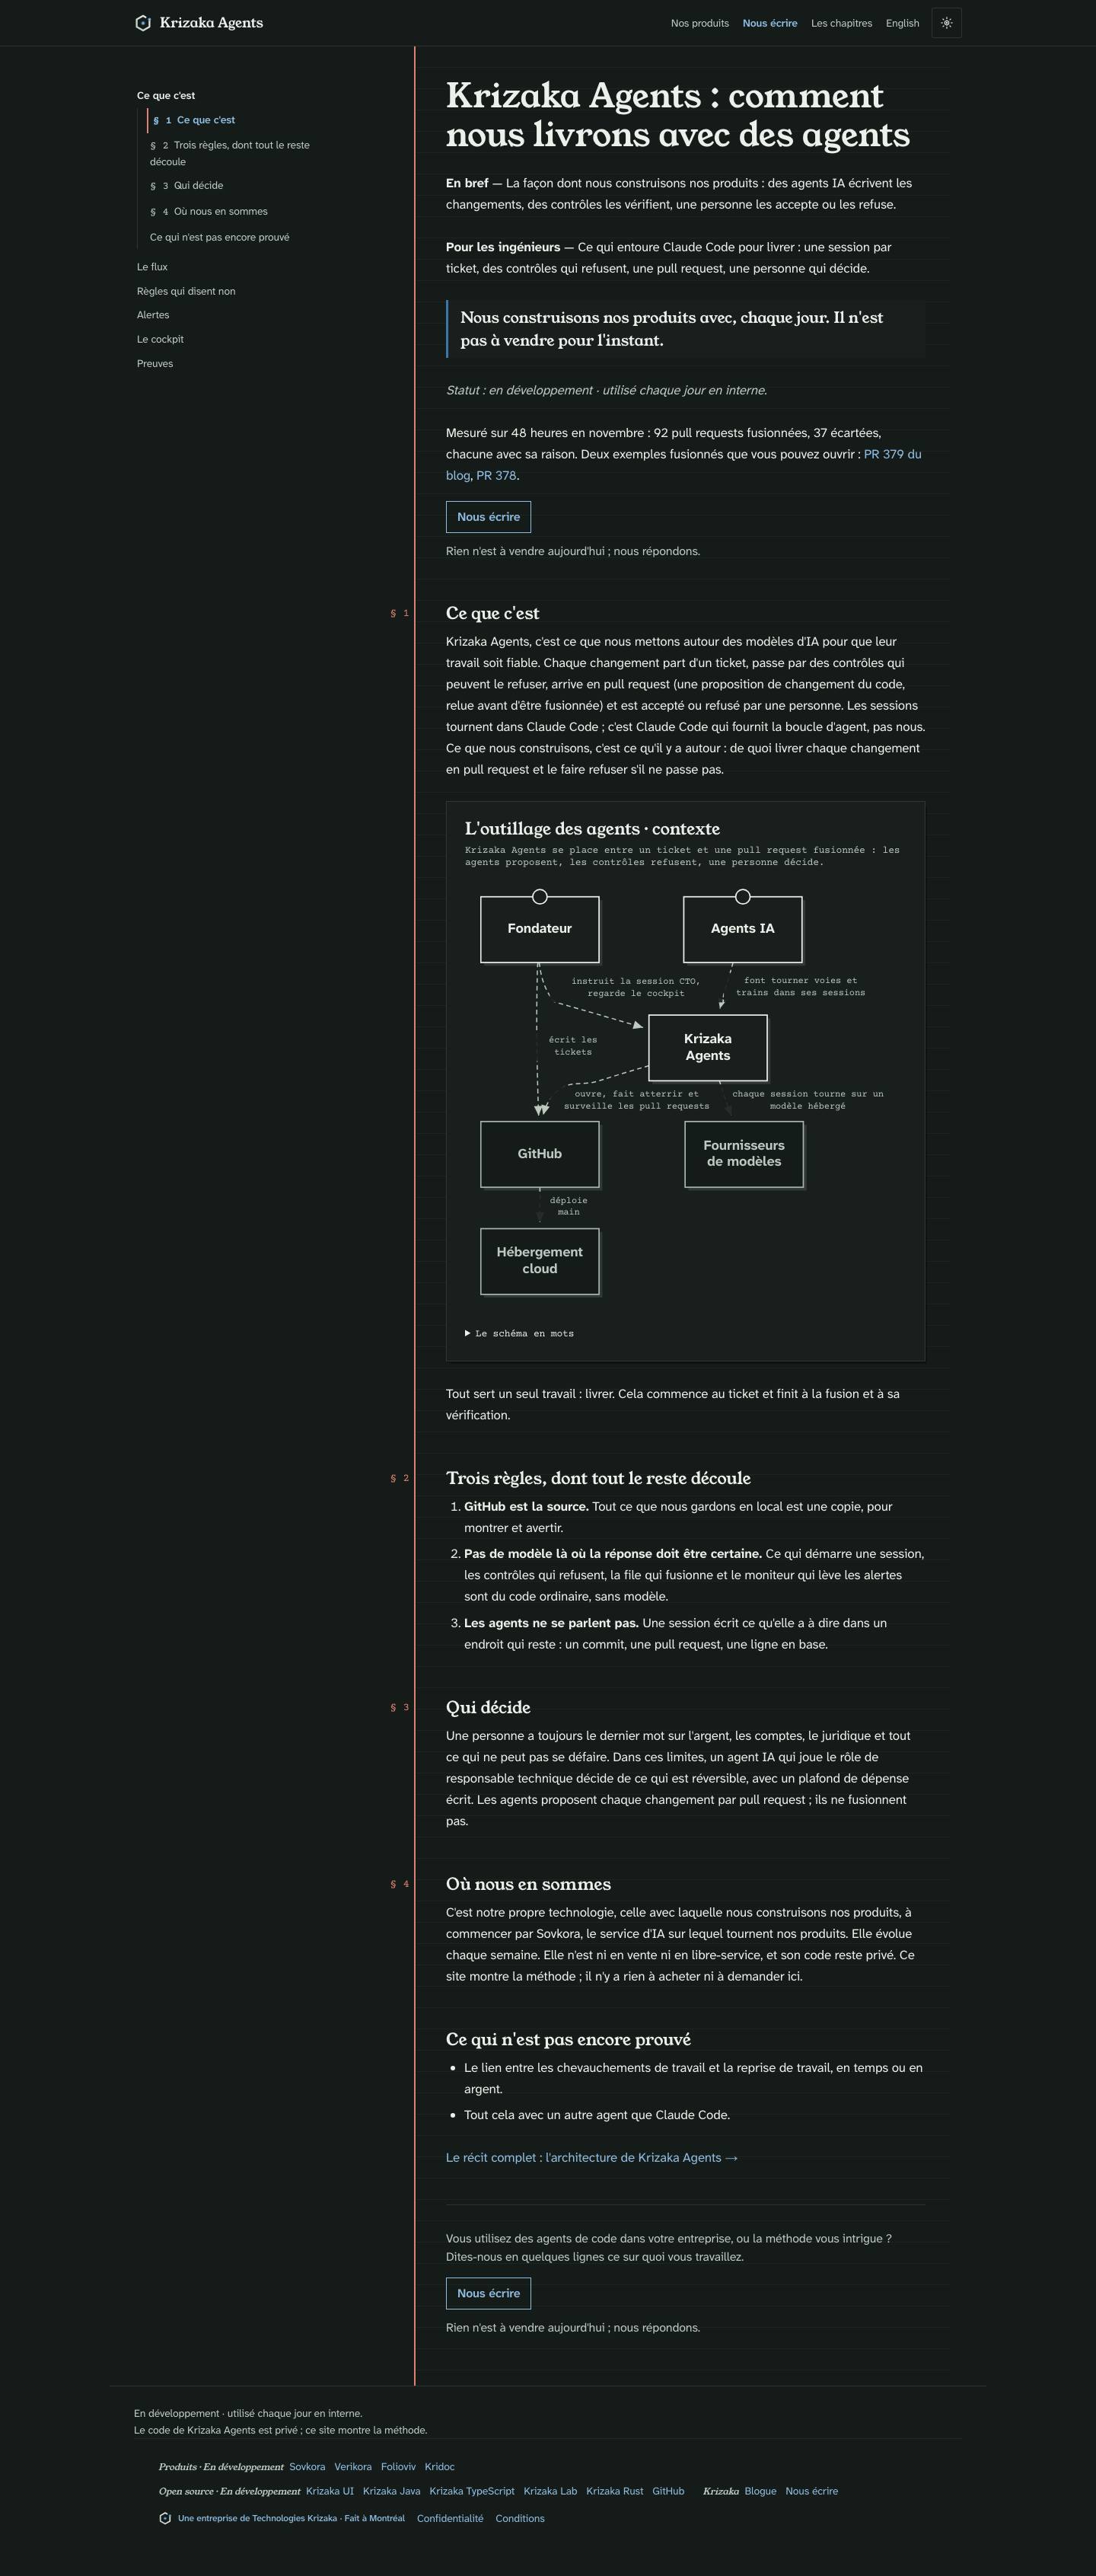 Krizaka Agents
Nos produits
Nous écrire
Les chapitres
English
Ce que c'est
§ 1 Ce que c'est
§ 2 Trois règles, dont tout le reste
découle
§ 3 Qui décide
§ 4 Où nous en sommes
Ce qui n'est pas encore prouvé
Le flux
Règles qui disent non
Alertes
Le cockpit
Preuves
Krizaka Agents : comment
nous livrons avec des agents
En bref — La façon dont nous construisons nos produits : des agents IA écrivent les
changements, des contrôles les vérifient, une personne les accepte ou les refuse.
Pour les ingénieurs — Ce qui entoure Claude Code pour livrer : une session par
ticket, des contrôles qui refusent, une pull request, une personne qui décide.
Nous construisons nos produits avec, chaque jour. Il n'est
pas à vendre pour l'instant.
Statut : en développement · utilisé chaque jour en interne.
Mesuré sur 48 heures en novembre : 92 pull requests fusionnées, 37 écartées,
chacune avec sa raison. Deux exemples fusionnés que vous pouvez ouvrir : PR 379 du
blog, PR 378.
Nous écrire
Rien n'est à vendre aujourd'hui ; nous répondons.
§ 1
Ce que c'est
Krizaka Agents, c'est ce que nous mettons autour des modèles d'IA pour que leur
travail soit fiable. Chaque changement part d'un ticket, passe par des contrôles qui
peuvent le refuser, arrive en pull request (une proposition de changement du code,
relue avant d'être fusionnée) et est accepté ou refusé par une personne. Les sessions
tournent dans Claude Code ; c'est Claude Code qui fournit la boucle d'agent, pas nous.
Ce que nous construisons, c'est ce qu'il y a autour : de quoi livrer chaque changement
en pull request et le faire refuser s'il ne passe pas.
L'outillage des agents · contexte
Krizaka Agents se place entre un ticket et une pull request fusionnée : les
agents proposent, les contrôles refusent, une personne décide.
Fondateur
Agents IA
instruit la session CTO,
regarde le cockpit
font tourner voies et
trains dans ses sessions
Krizaka
Agents
écrit les
tickets
ouvre, fait atterrir et
surveille les pull requests
chaque session tourne sur un
modèle hébergé
GitHub
Fournisseurs
de modèles
déploie
main
Hébergement
cloud
Le schéma en mots
Tout sert un seul travail : livrer. Cela commence au ticket et finit à la fusion et à sa
vérification.
§ 2
Trois règles, dont tout le reste découle
1. GitHub est la source. Tout ce que nous gardons en local est une copie, pour
montrer et avertir.
2. Pas de modèle là où la réponse doit être certaine. Ce qui démarre une session,
les contrôles qui refusent, la file qui fusionne et le moniteur qui lève les alertes
sont du code ordinaire, sans modèle.
3. Les agents ne se parlent pas. Une session écrit ce qu'elle a à dire dans un
endroit qui reste : un commit, une pull request, une ligne en base.
§ 3
Qui décide
Une personne a toujours le dernier mot sur l'argent, les comptes, le juridique et tout
ce qui ne peut pas se défaire. Dans ces limites, un agent IA qui joue le rôle de
responsable technique décide de ce qui est réversible, avec un plafond de dépense
écrit. Les agents proposent chaque changement par pull request ; ils ne fusionnent
pas.
§ 4
Où nous en sommes
C'est notre propre technologie, celle avec laquelle nous construisons nos produits, à
commencer par Sovkora, le service d'IA sur lequel tournent nos produits. Elle évolue
chaque semaine. Elle n'est ni en vente ni en libre-service, et son code reste privé. Ce
site montre la méthode ; il n'y a rien à acheter ni à demander ici.
Ce qui n'est pas encore prouvé
• Le lien entre les chevauchements de travail et la reprise de travail, en temps ou en
argent.
• Tout cela avec un autre agent que Claude Code.
Le récit complet : l'architecture de Krizaka Agents →
Vous utilisez des agents de code dans votre entreprise, ou la méthode vous intrigue ?
Dites-nous en quelques lignes ce sur quoi vous travaillez.
Nous écrire
Rien n'est à vendre aujourd'hui ; nous répondons.
En développement · utilisé chaque jour en interne.
Le code de Krizaka Agents est privé ; ce site montre la méthode.
Produits · En développement Sovkora Verikora Folioviv Kridoc
Open source · En développement Krizaka UI Krizaka Java Krizaka TypeScript Krizaka Lab Krizaka Rust GitHub Krizaka Blogue Nous écrire
Une entreprise de Technologies Krizaka · Fait à Montréal Confidentialité Conditions